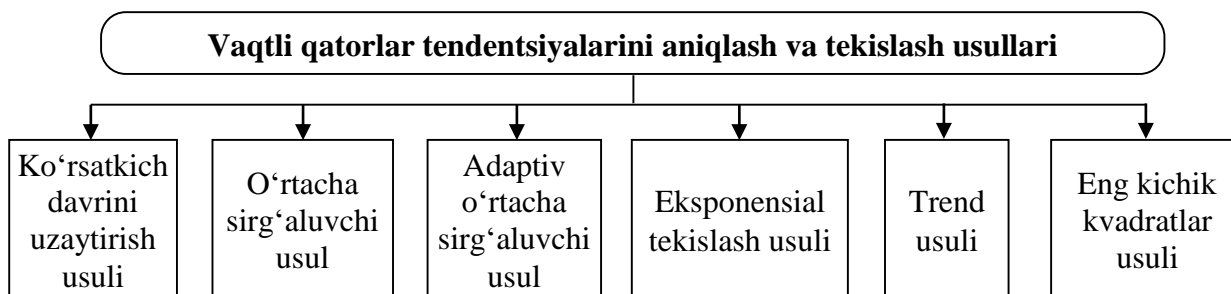 Vaqtli qatorlar tendentsiyalarini aniqlash va tekislash usullari
Ko‘rsatkich
davrini
uzaytirish
usuli
O‘rtacha
sirg‘aluvchi
usul
Adaptiv
o‘rtacha
sirg‘aluvchi
usul
Eksponensial
tekislash usuli
Trend
usuli
Eng kichik
kvadratlar
usuli